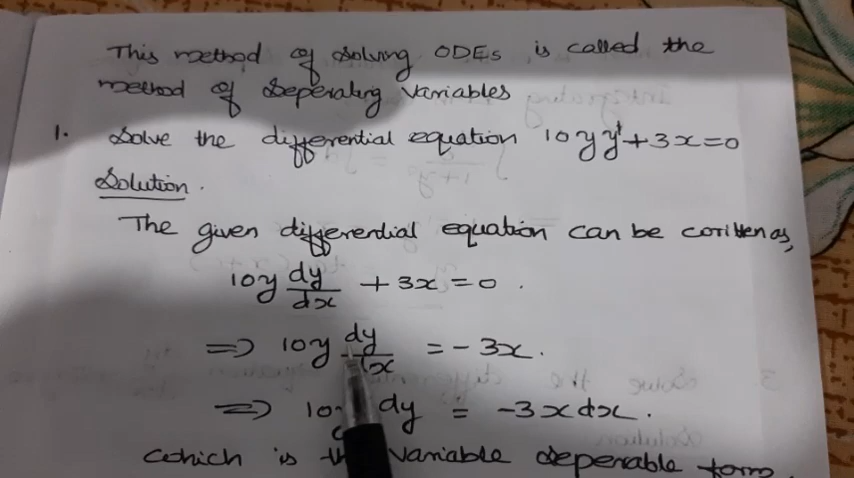 This method of solving ODEs is called the
method of seperating variables
1. Solve the differential equation 10yy'+3x=0
Solution.
The given differential equation can be written as,
10y dy/dx + 3x = 0.
=> 10y dy/dx = -3x.
=> 10y dy = -3x dx.
which is the variable seperable form.